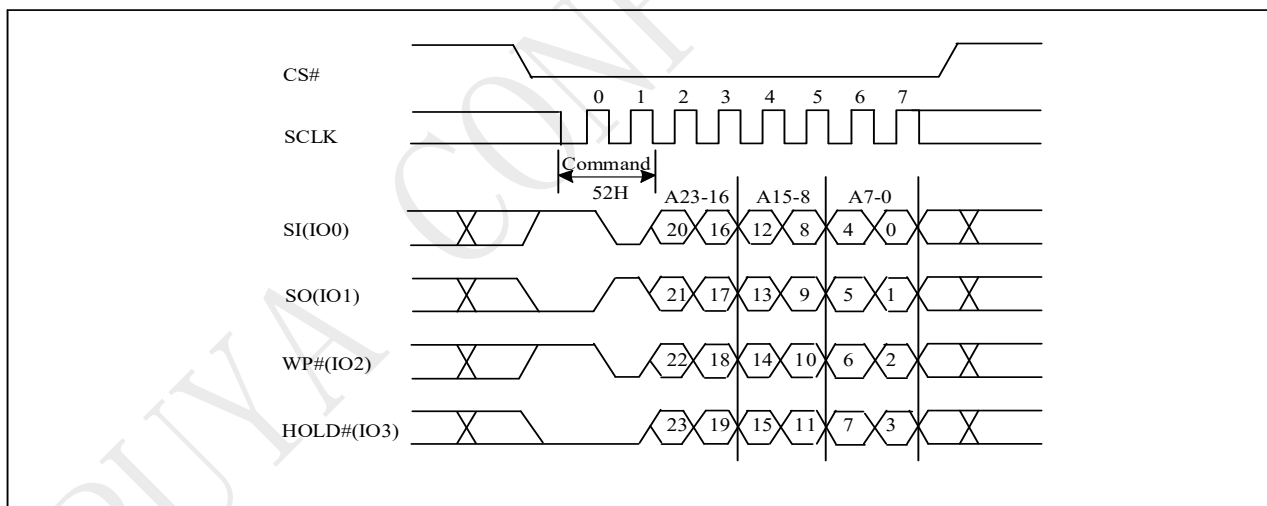 CS#
0 1 2 3 4 5 6 7
SCLK
Command
52H
A23-16 A15-8 A7-0
SI(IO0) 20 16 12 8 4 0
SO(IO1) 21 17 13 9 5 1
WP#(IO2) 22 18 14 10 6 2
HOLD#(IO3) 23 19 15 11 7 3
PUYA CONF